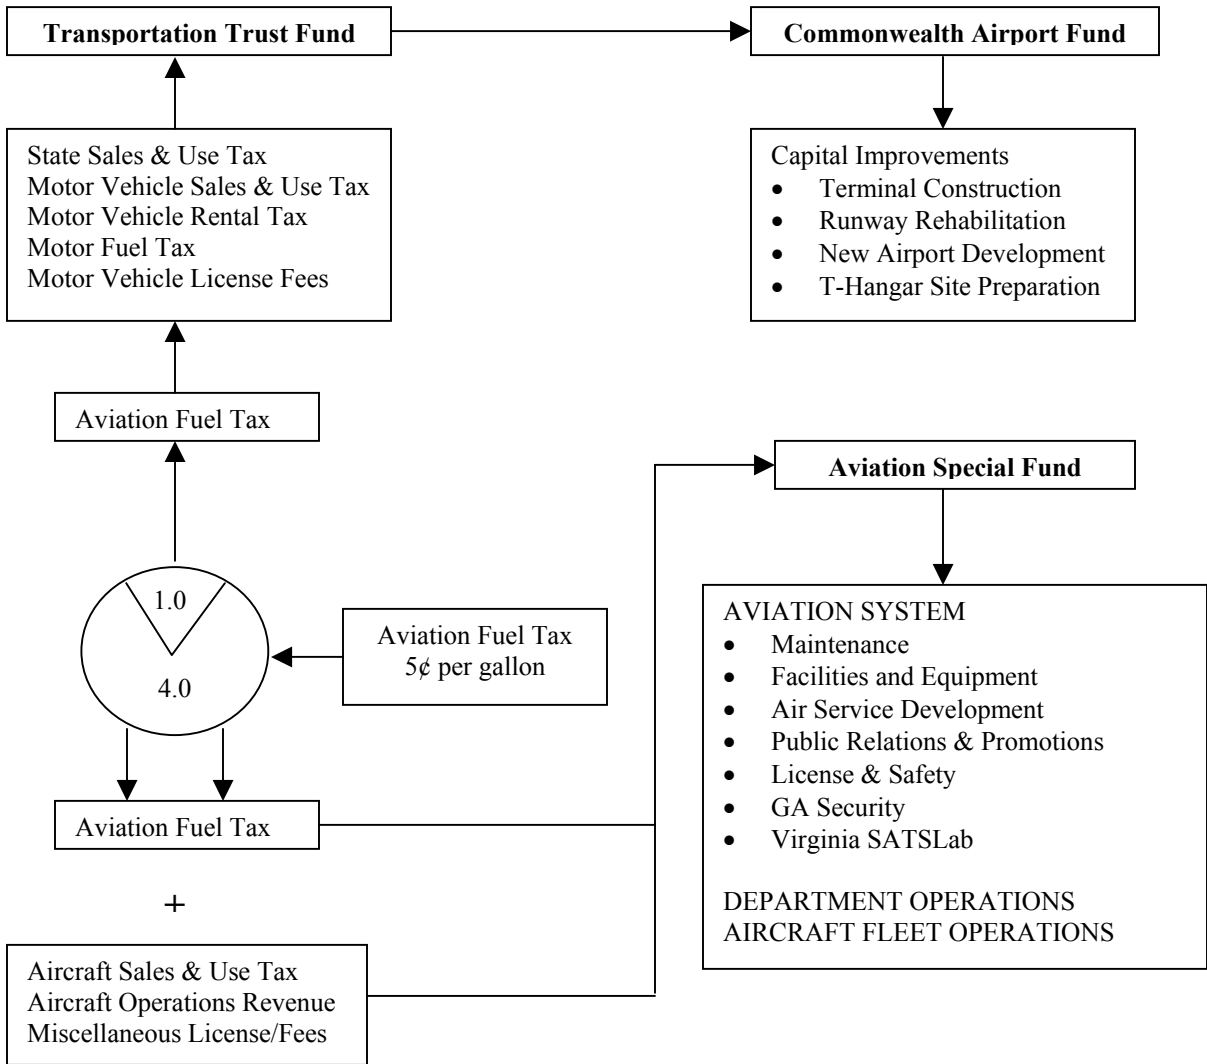 Transportation Trust Fund
Commonwealth Airport Fund
State Sales & Use Tax
Motor Vehicle Sales & Use Tax
Motor Vehicle Rental Tax
Motor Fuel Tax
Motor Vehicle License Fees
Capital Improvements
• Terminal Construction
• Runway Rehabilitation
• New Airport Development
• T-Hangar Site Preparation
Aviation Fuel Tax
Aviation Special Fund
1.0
4.0
Aviation Fuel Tax
5¢ per gallon
AVIATION SYSTEM
• Maintenance
• Facilities and Equipment
• Air Service Development
• Public Relations & Promotions
• License & Safety
• GA Security
• Virginia SATSLab
DEPARTMENT OPERATIONS
AIRCRAFT FLEET OPERATIONS
Aviation Fuel Tax
+
Aircraft Sales & Use Tax
Aircraft Operations Revenue
Miscellaneous License/Fees